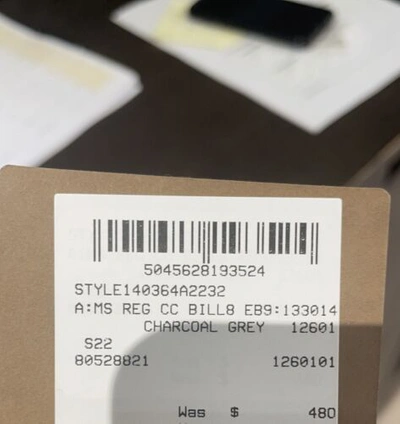 5045628193524
STYLE140364A2232
A:MS REG CC BILL8 EB9:133014
CHARCOAL GREY 12601
S22
80528821 1260101
Was $ 480